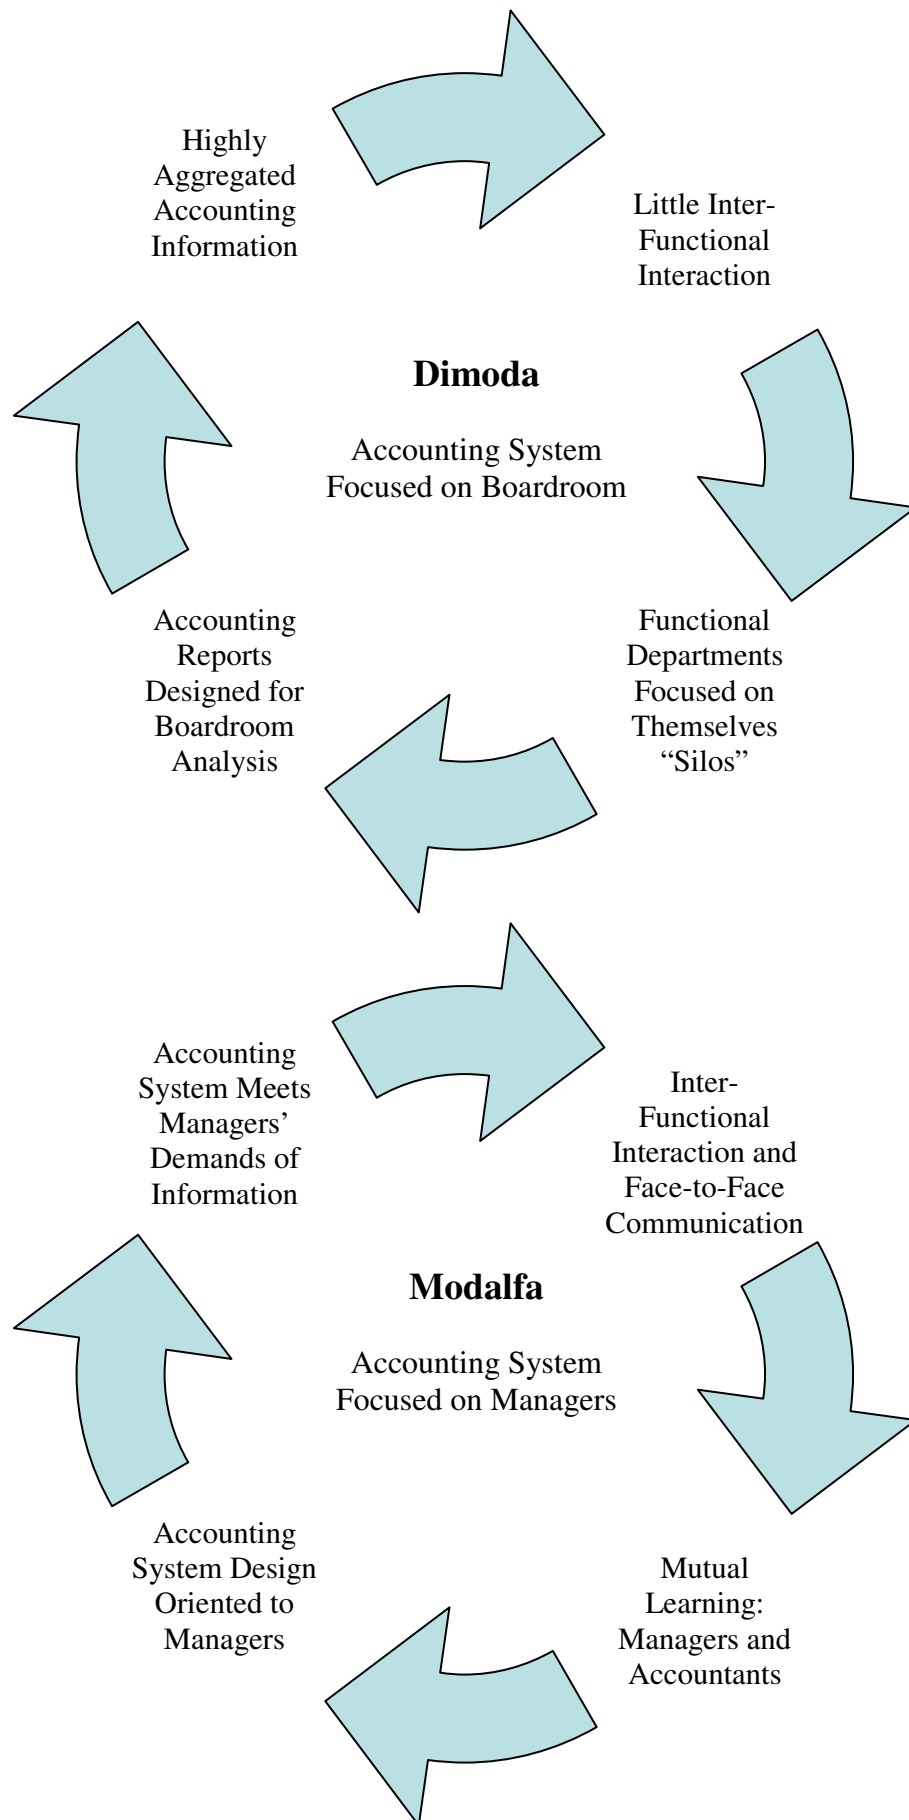 Highly
Aggregated
Accounting
Information
Little Inter-
Functional
Interaction
Dimoda
Accounting System
Focused on Boardroom
Accounting
Reports
Designed for
Boardroom
Analysis
Functional
Departments
Focused on
Themselves
“Silos”
Accounting
System Meets
Managers’
Demands of
Information
Inter-
Functional
Interaction and
Face-to-Face
Communication
Modalfa
Accounting System
Focused on Managers
Accounting
System Design
Oriented to
Managers
Mutual
Learning:
Managers and
Accountants